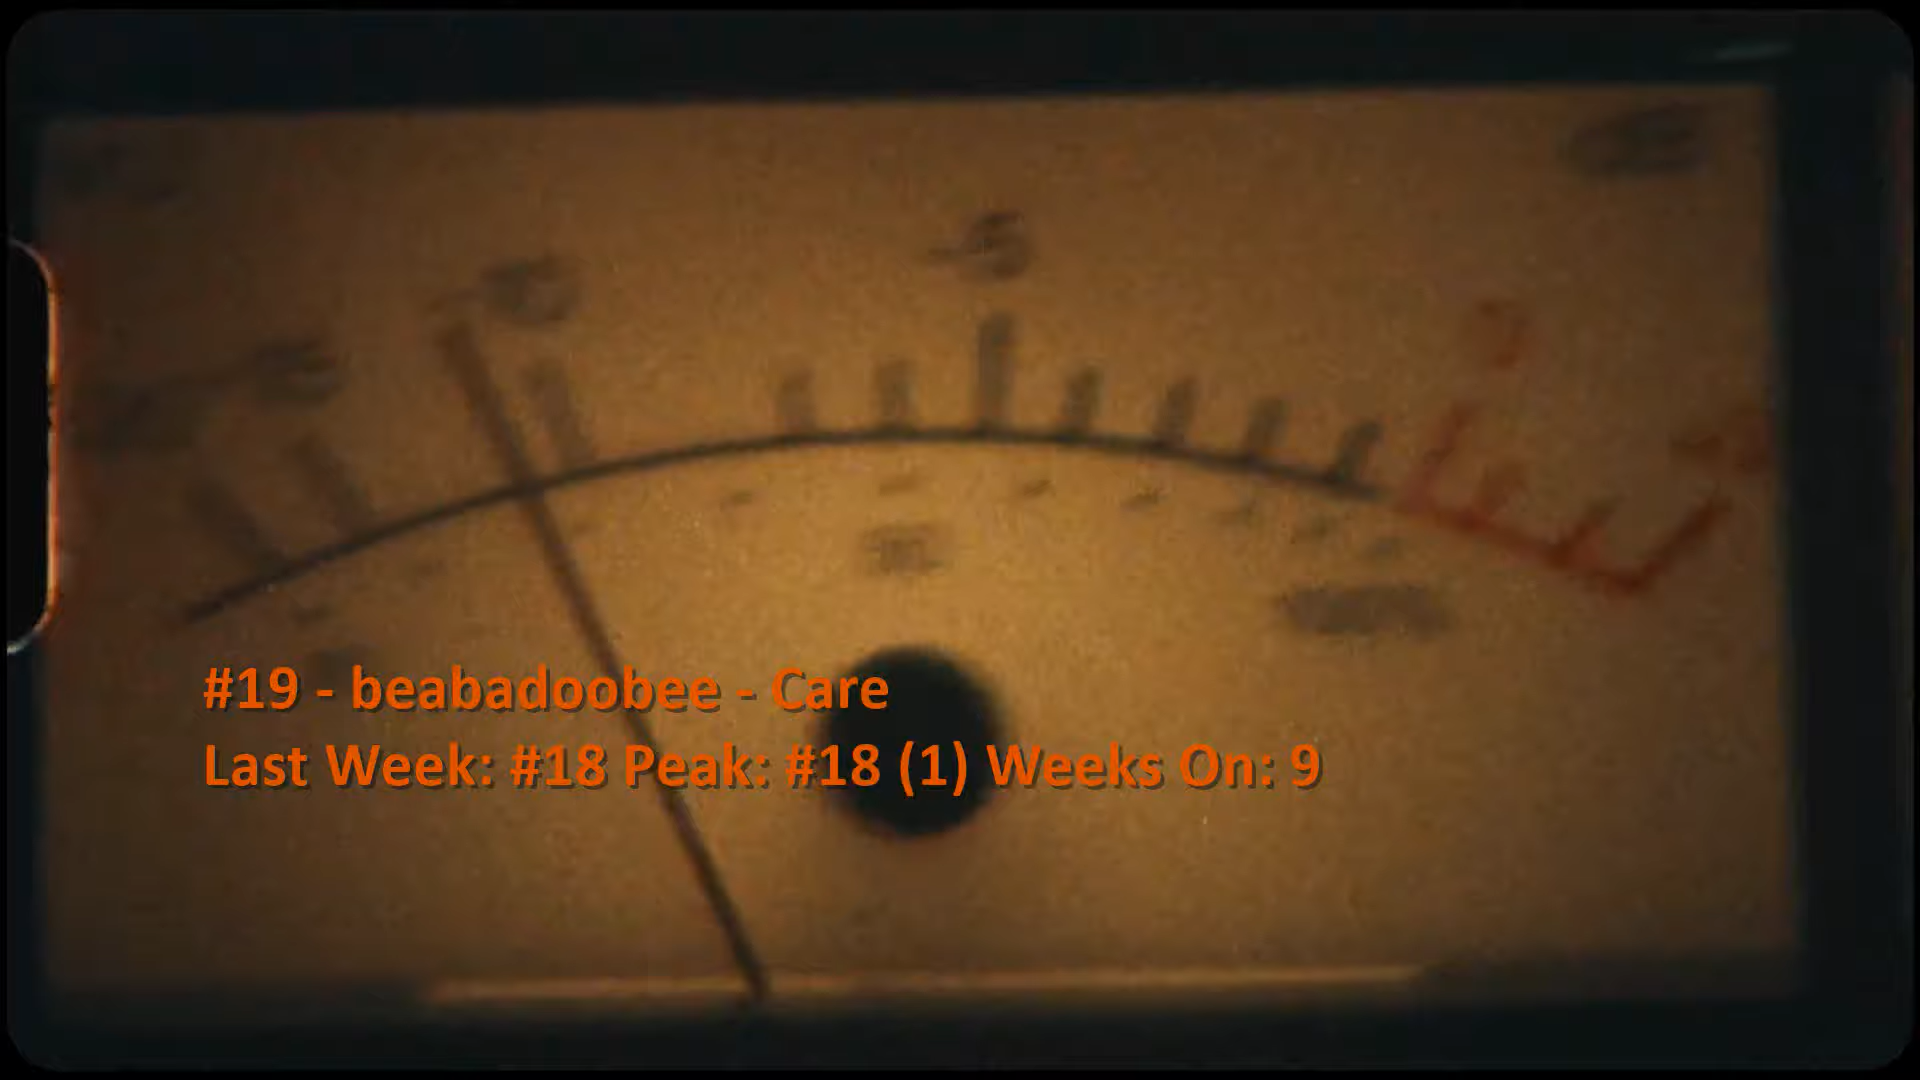 #19 - beabadoobee - Care
Last Week: #18 Peak: #18 (1) Weeks On: 9